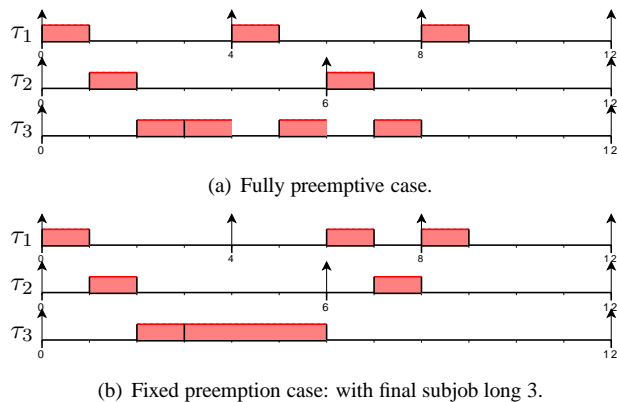 τ1
0 4 8 12
τ2
0 6 12
τ3
0 12
(a) Fully preemptive case.
τ1
0 4 8 12
τ2
0 6 12
τ3
0 12
(b) Fixed preemption case: with final subjob long 3.